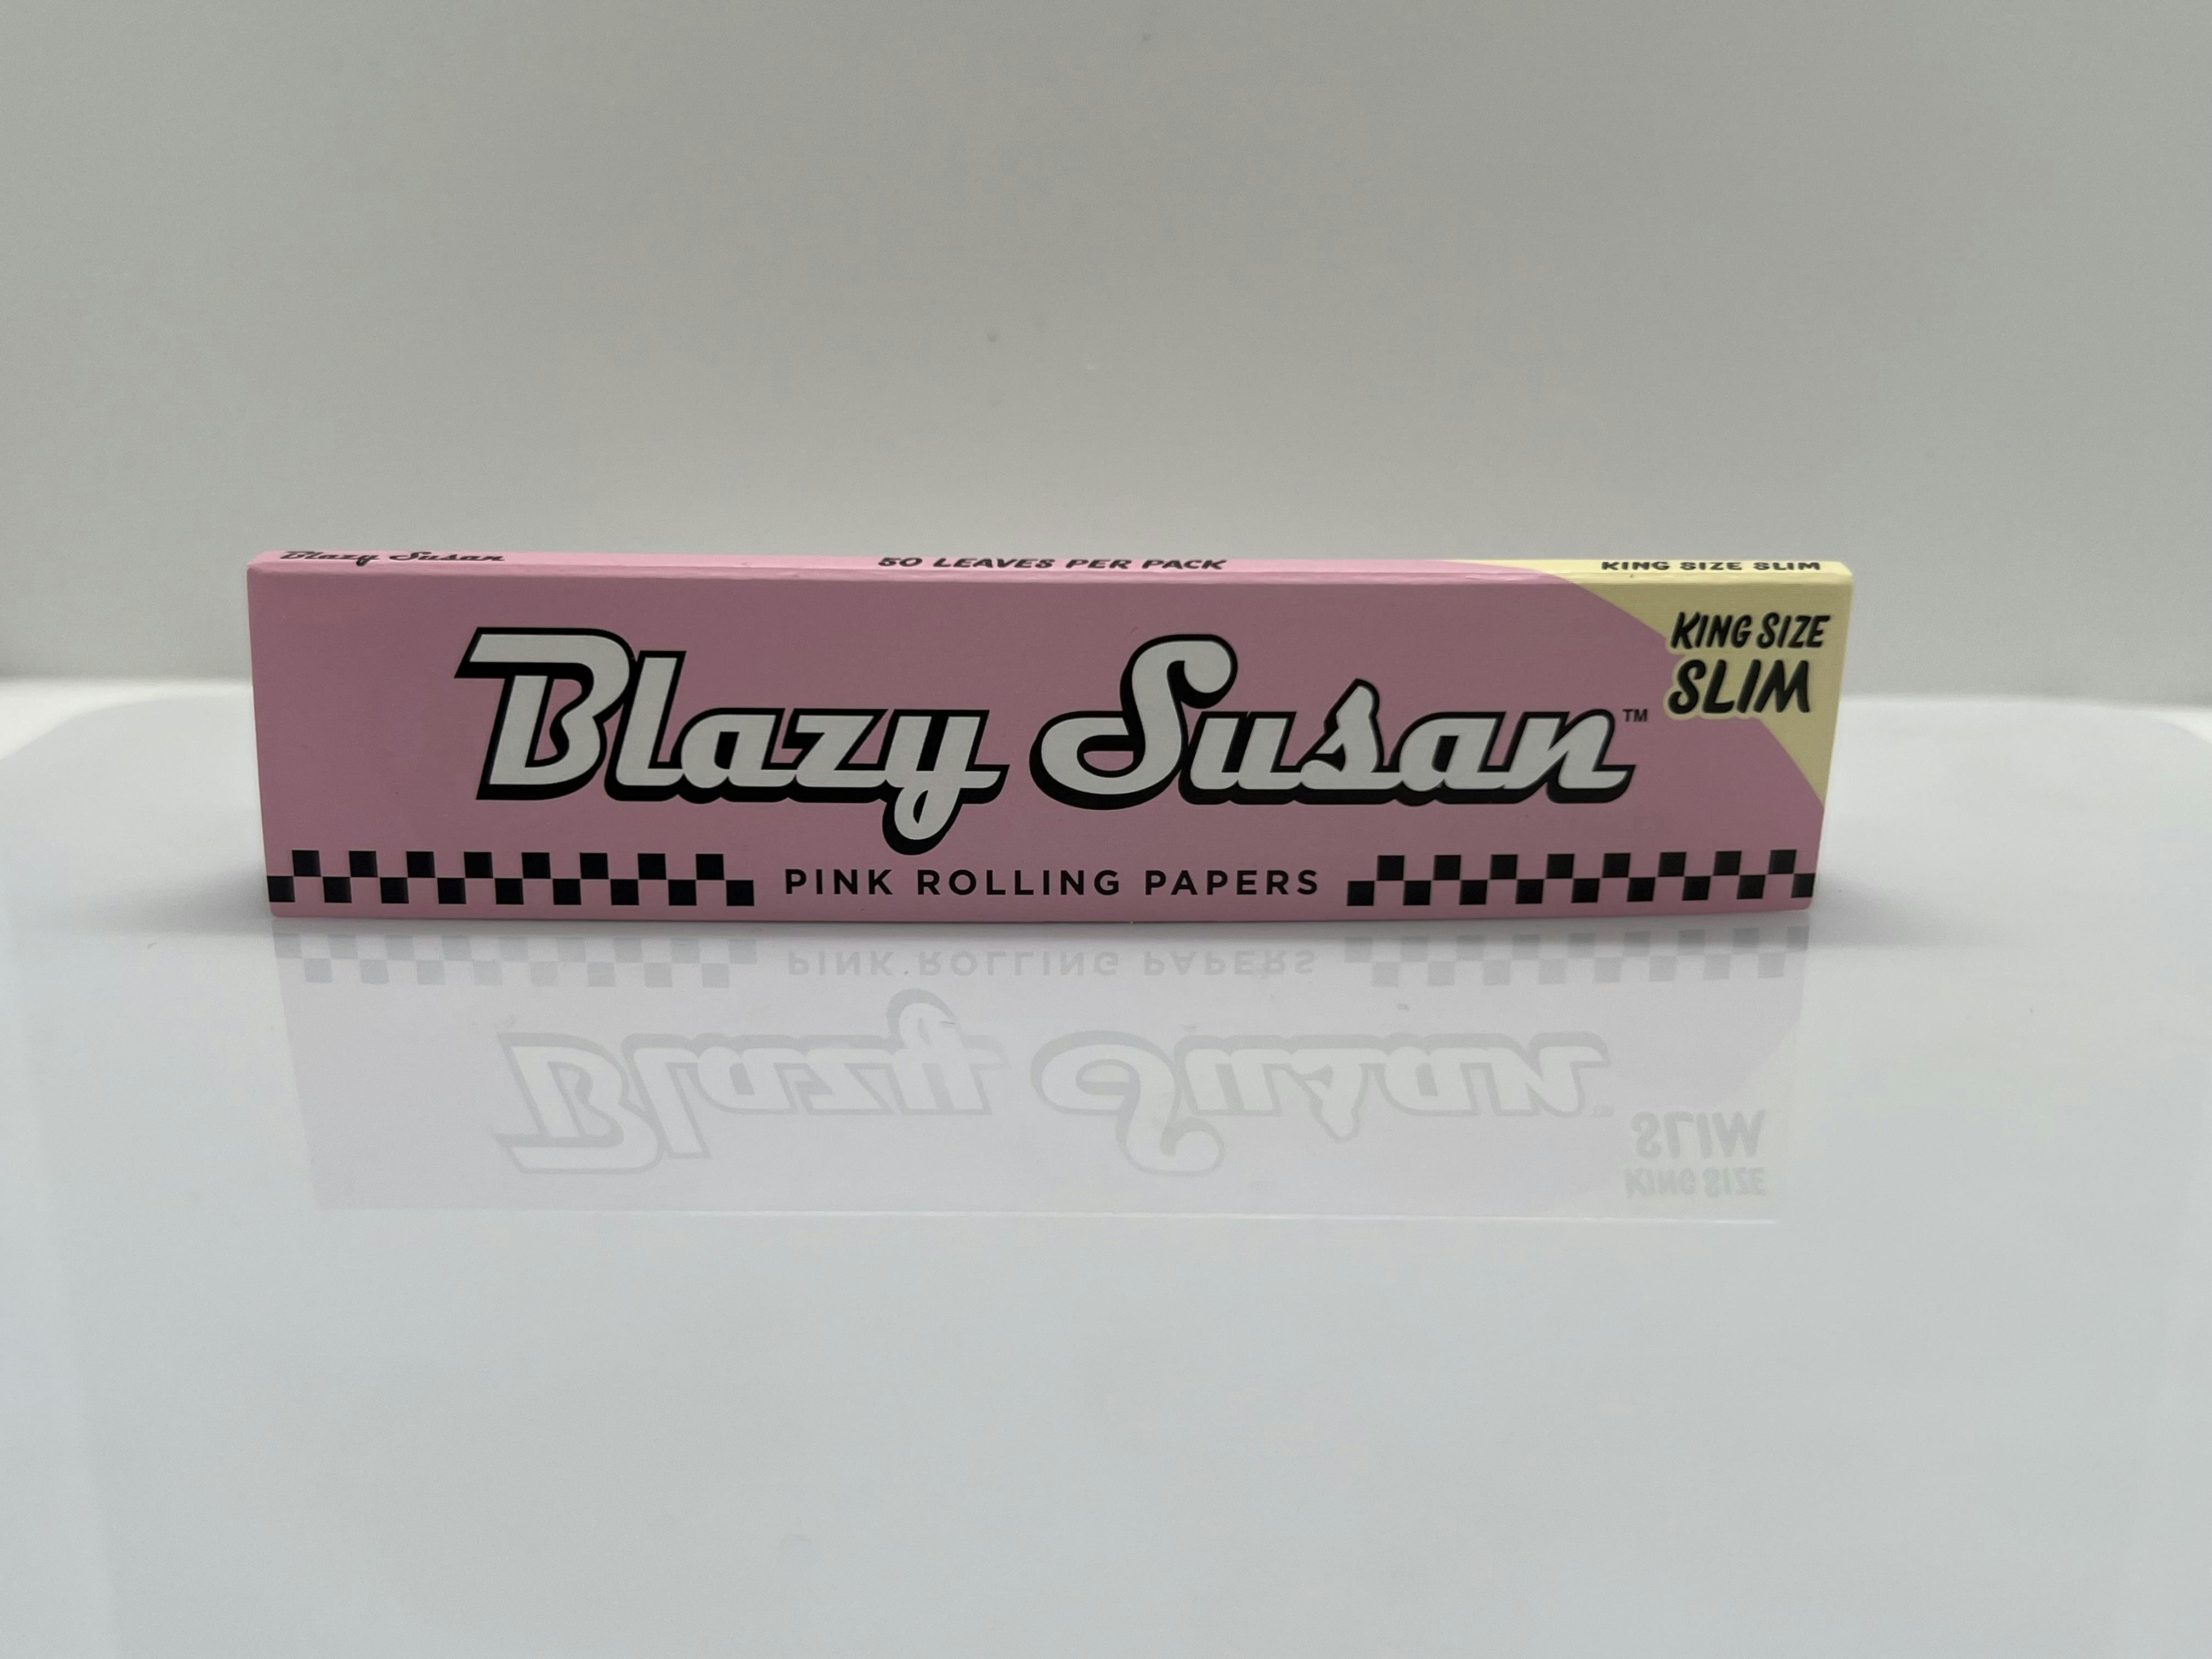 Blazy Susan
50 LEAVES PER PACK
KING SIZE SLIM
KING SIZE
SLIM
Blazy Susan™
PINK ROLLING PAPERS